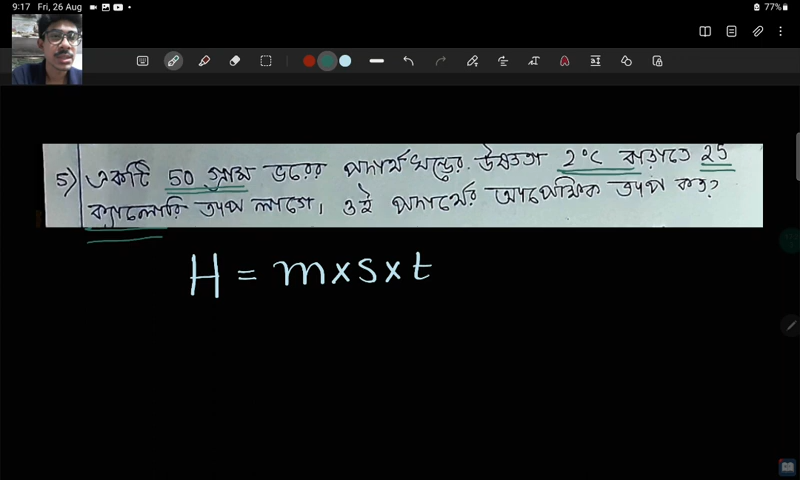 9:17 Fri, 26 Aug
77%
5) একটি 50 গ্রাম ভরের পদার্থখন্ডের উষ্ণতা 2°C বাড়াতে 25
ক্যালোরি তাপ লাগে। ওই পদার্থের আপেক্ষিক তাপ কত?
H = m×s×t